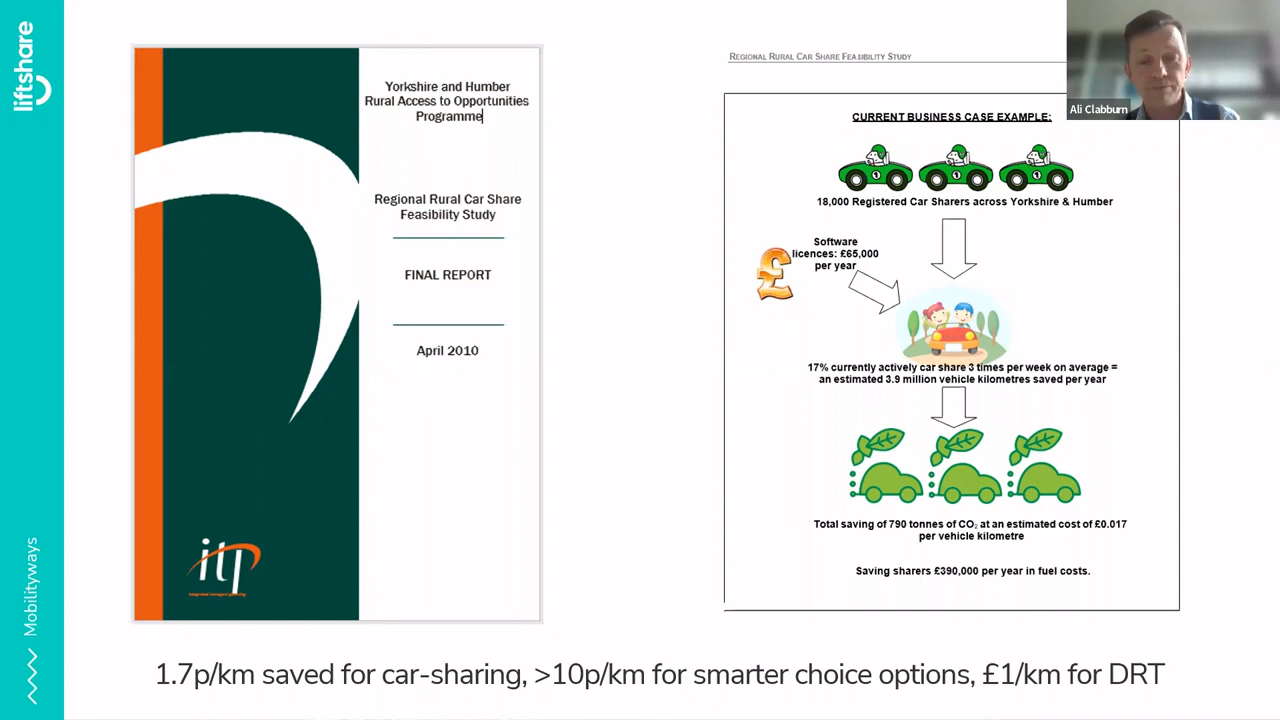 liftshare
Mobilityways
Yorkshire and Humber
Rural Access to Opportunities
Programme
Regional Rural Car Share
Feasibility Study
FINAL REPORT
April 2010
itp
REGIONAL RURAL CAR SHARE FEASIBILITY STUDY
Ali Clabburn
CURRENT BUSINESS CASE EXAMPLE:
1 1 1
18,000 Registered Car Sharers across Yorkshire & Humber
Software
licences: £65,000
per year
£
17% currently actively car share 3 times per week on average =
an estimated 3.9 million vehicle kilometres saved per year
Total saving of 790 tonnes of CO₂ at an estimated cost of £0.017
per vehicle kilometre
Saving sharers £390,000 per year in fuel costs.
1.7p/km saved for car-sharing, >10p/km for smarter choice options, £1/km for DRT